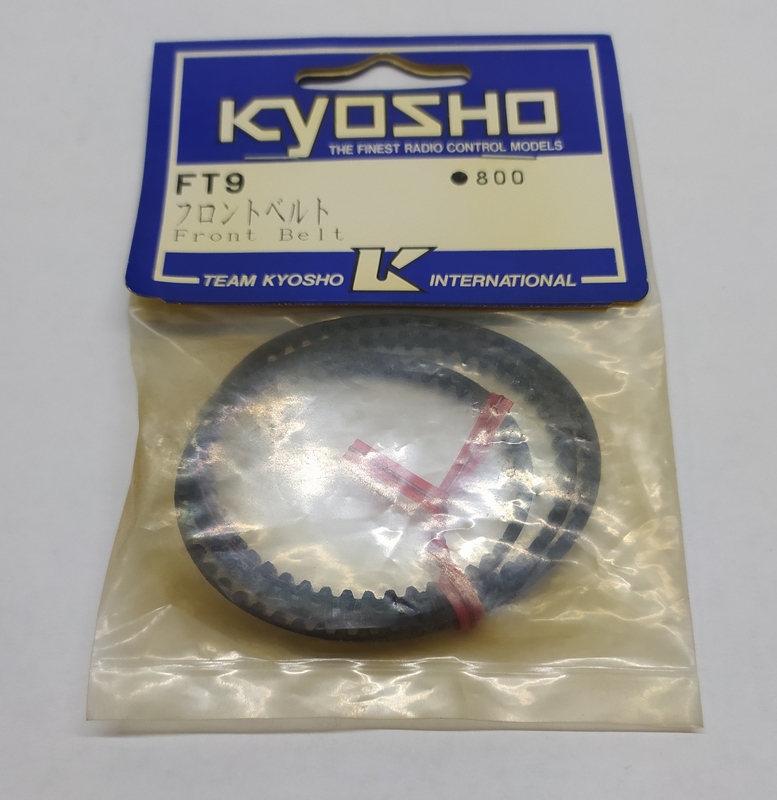 KYOSHO
THE FINEST RADIO CONTROL MODELS
FT9 ●800
フロントベルト
Front Belt
TEAM KYOSHO K INTERNATIONAL